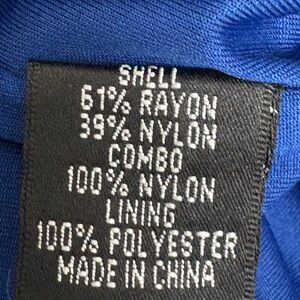 SHELL
61% RAYON
39% NYLON
COMBO
100% NYLON
LINING
100% POLYESTER
MADE IN CHINA